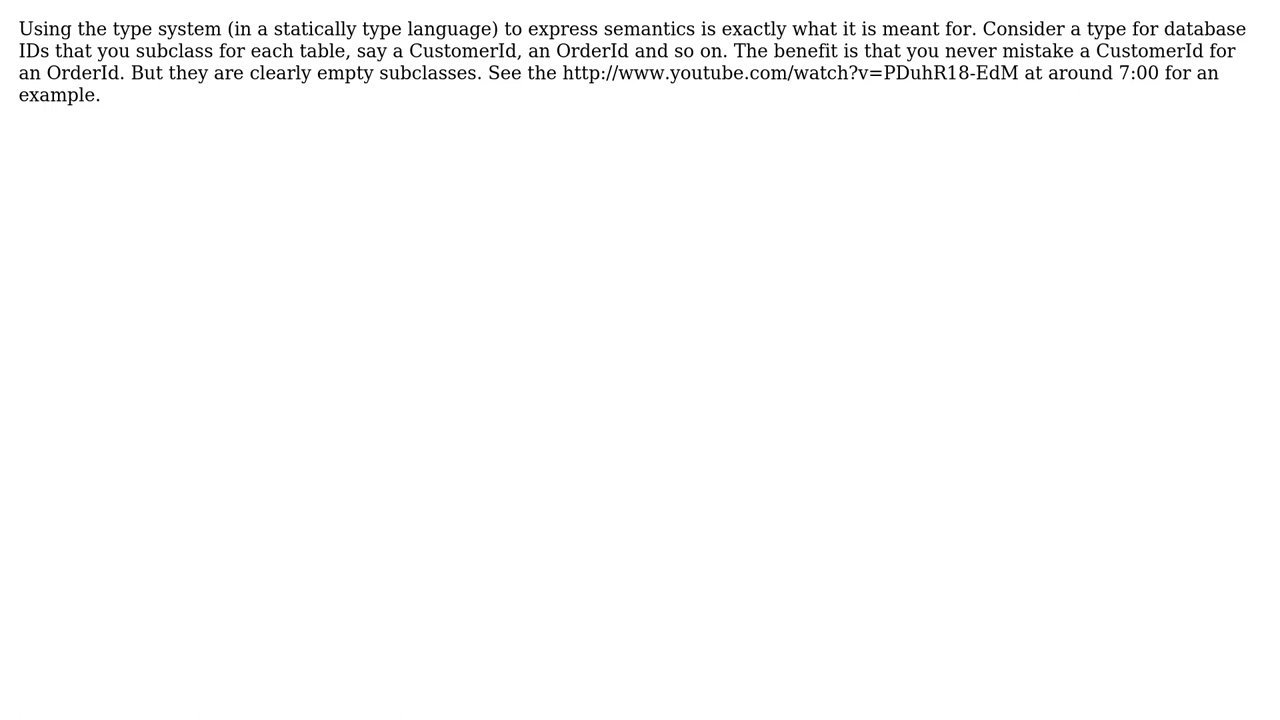 Using the type system (in a statically type language) to express semantics is exactly what it is meant for. Consider a type for database
IDs that you subclass for each table, say a CustomerId, an OrderId and so on. The benefit is that you never mistake a CustomerId for
an OrderId. But they are clearly empty subclasses. See the http://www.youtube.com/watch?v=PDuhR18-EdM at around 7:00 for an
example.